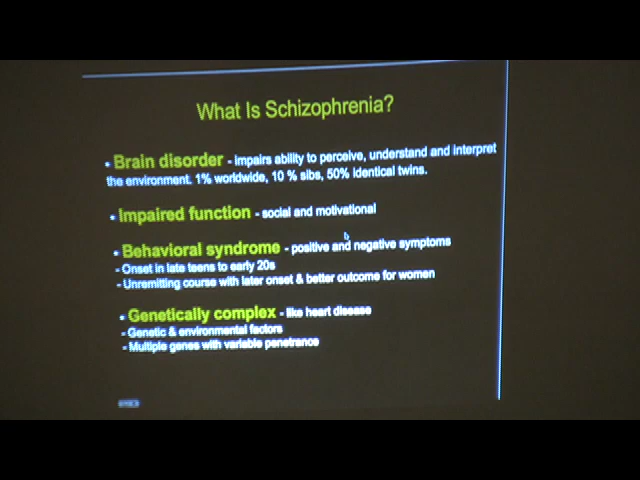 What Is Schizophrenia?
• Brain disorder - impairs ability to perceive, understand and interpret
the environment. 1% worldwide, 10 % sibs, 50% identical twins.
• Impaired function - social and motivational
• Behavioral syndrome - positive and negative symptoms
- Onset in late teens to early 20s
- Unremitting course with later onset & better outcome for women
• Genetically complex - like heart disease
- Genetic & environmental factors
- Multiple genes with variable penetrance